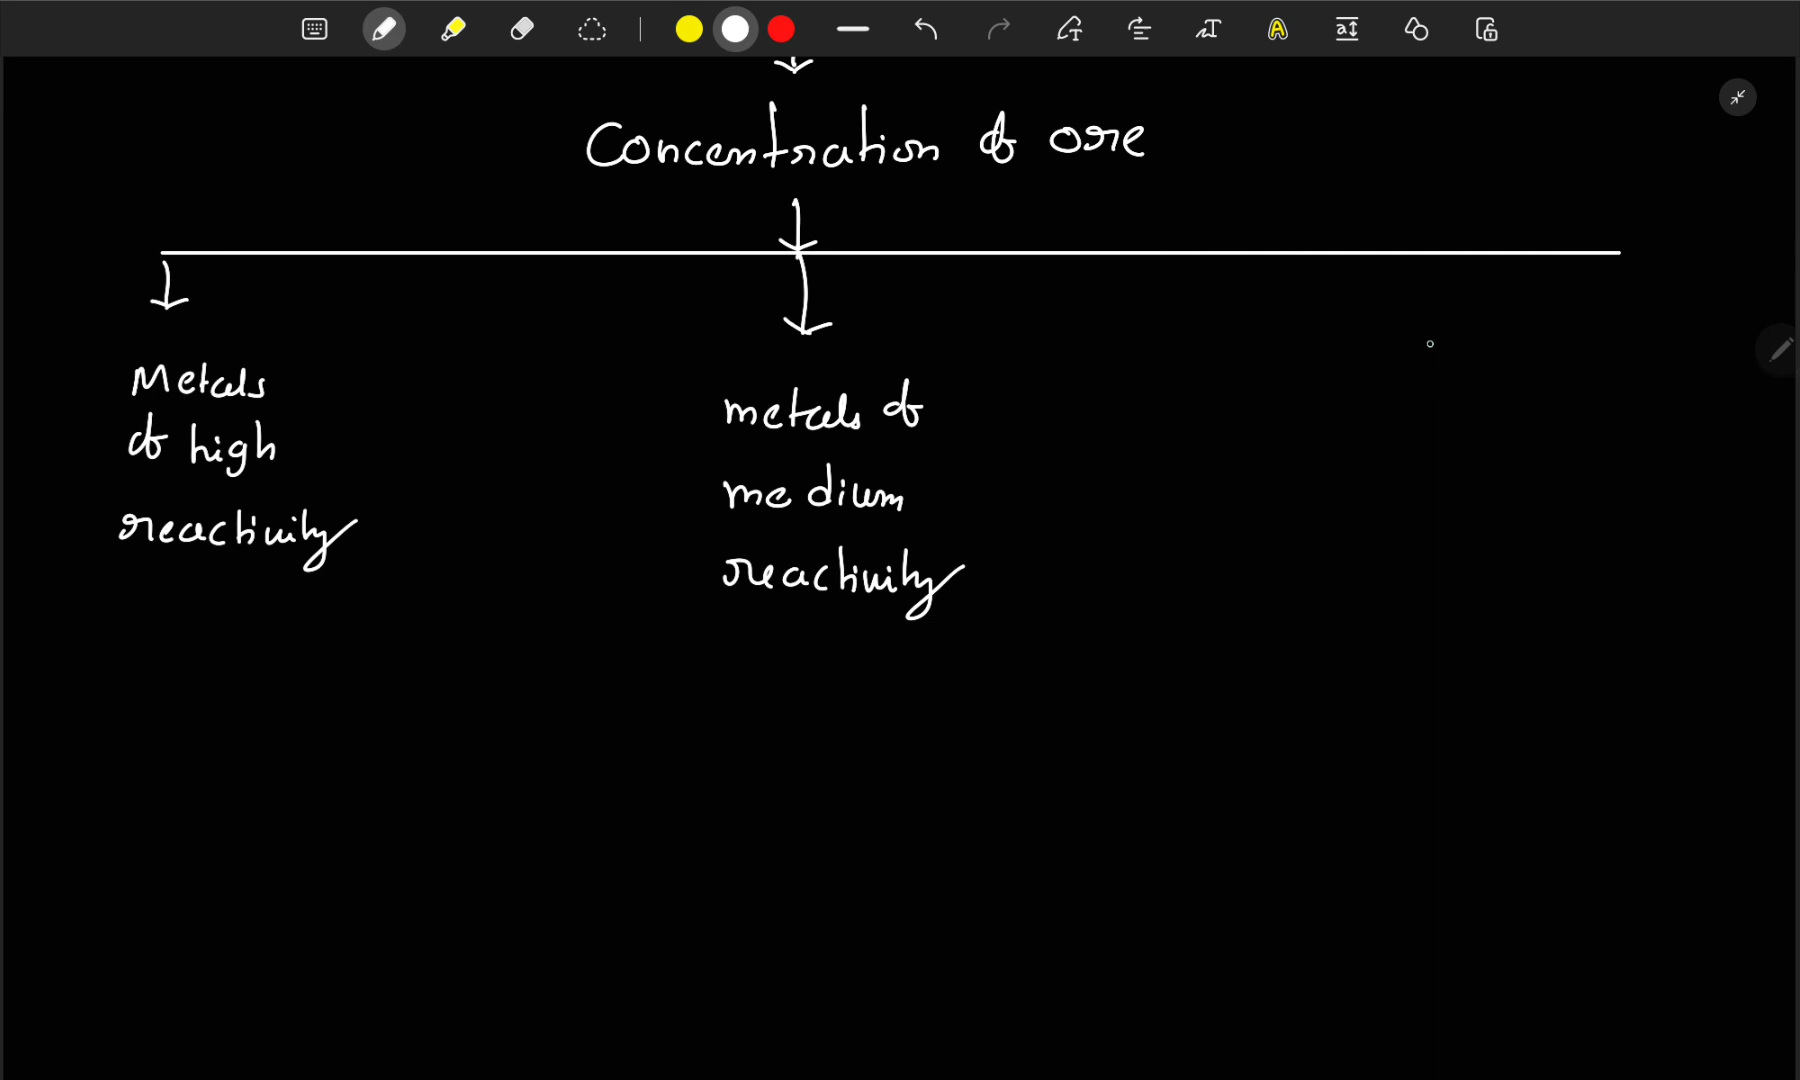 Concentration of ore
Metals
of high
reactivity
metals of
medium
reactivity